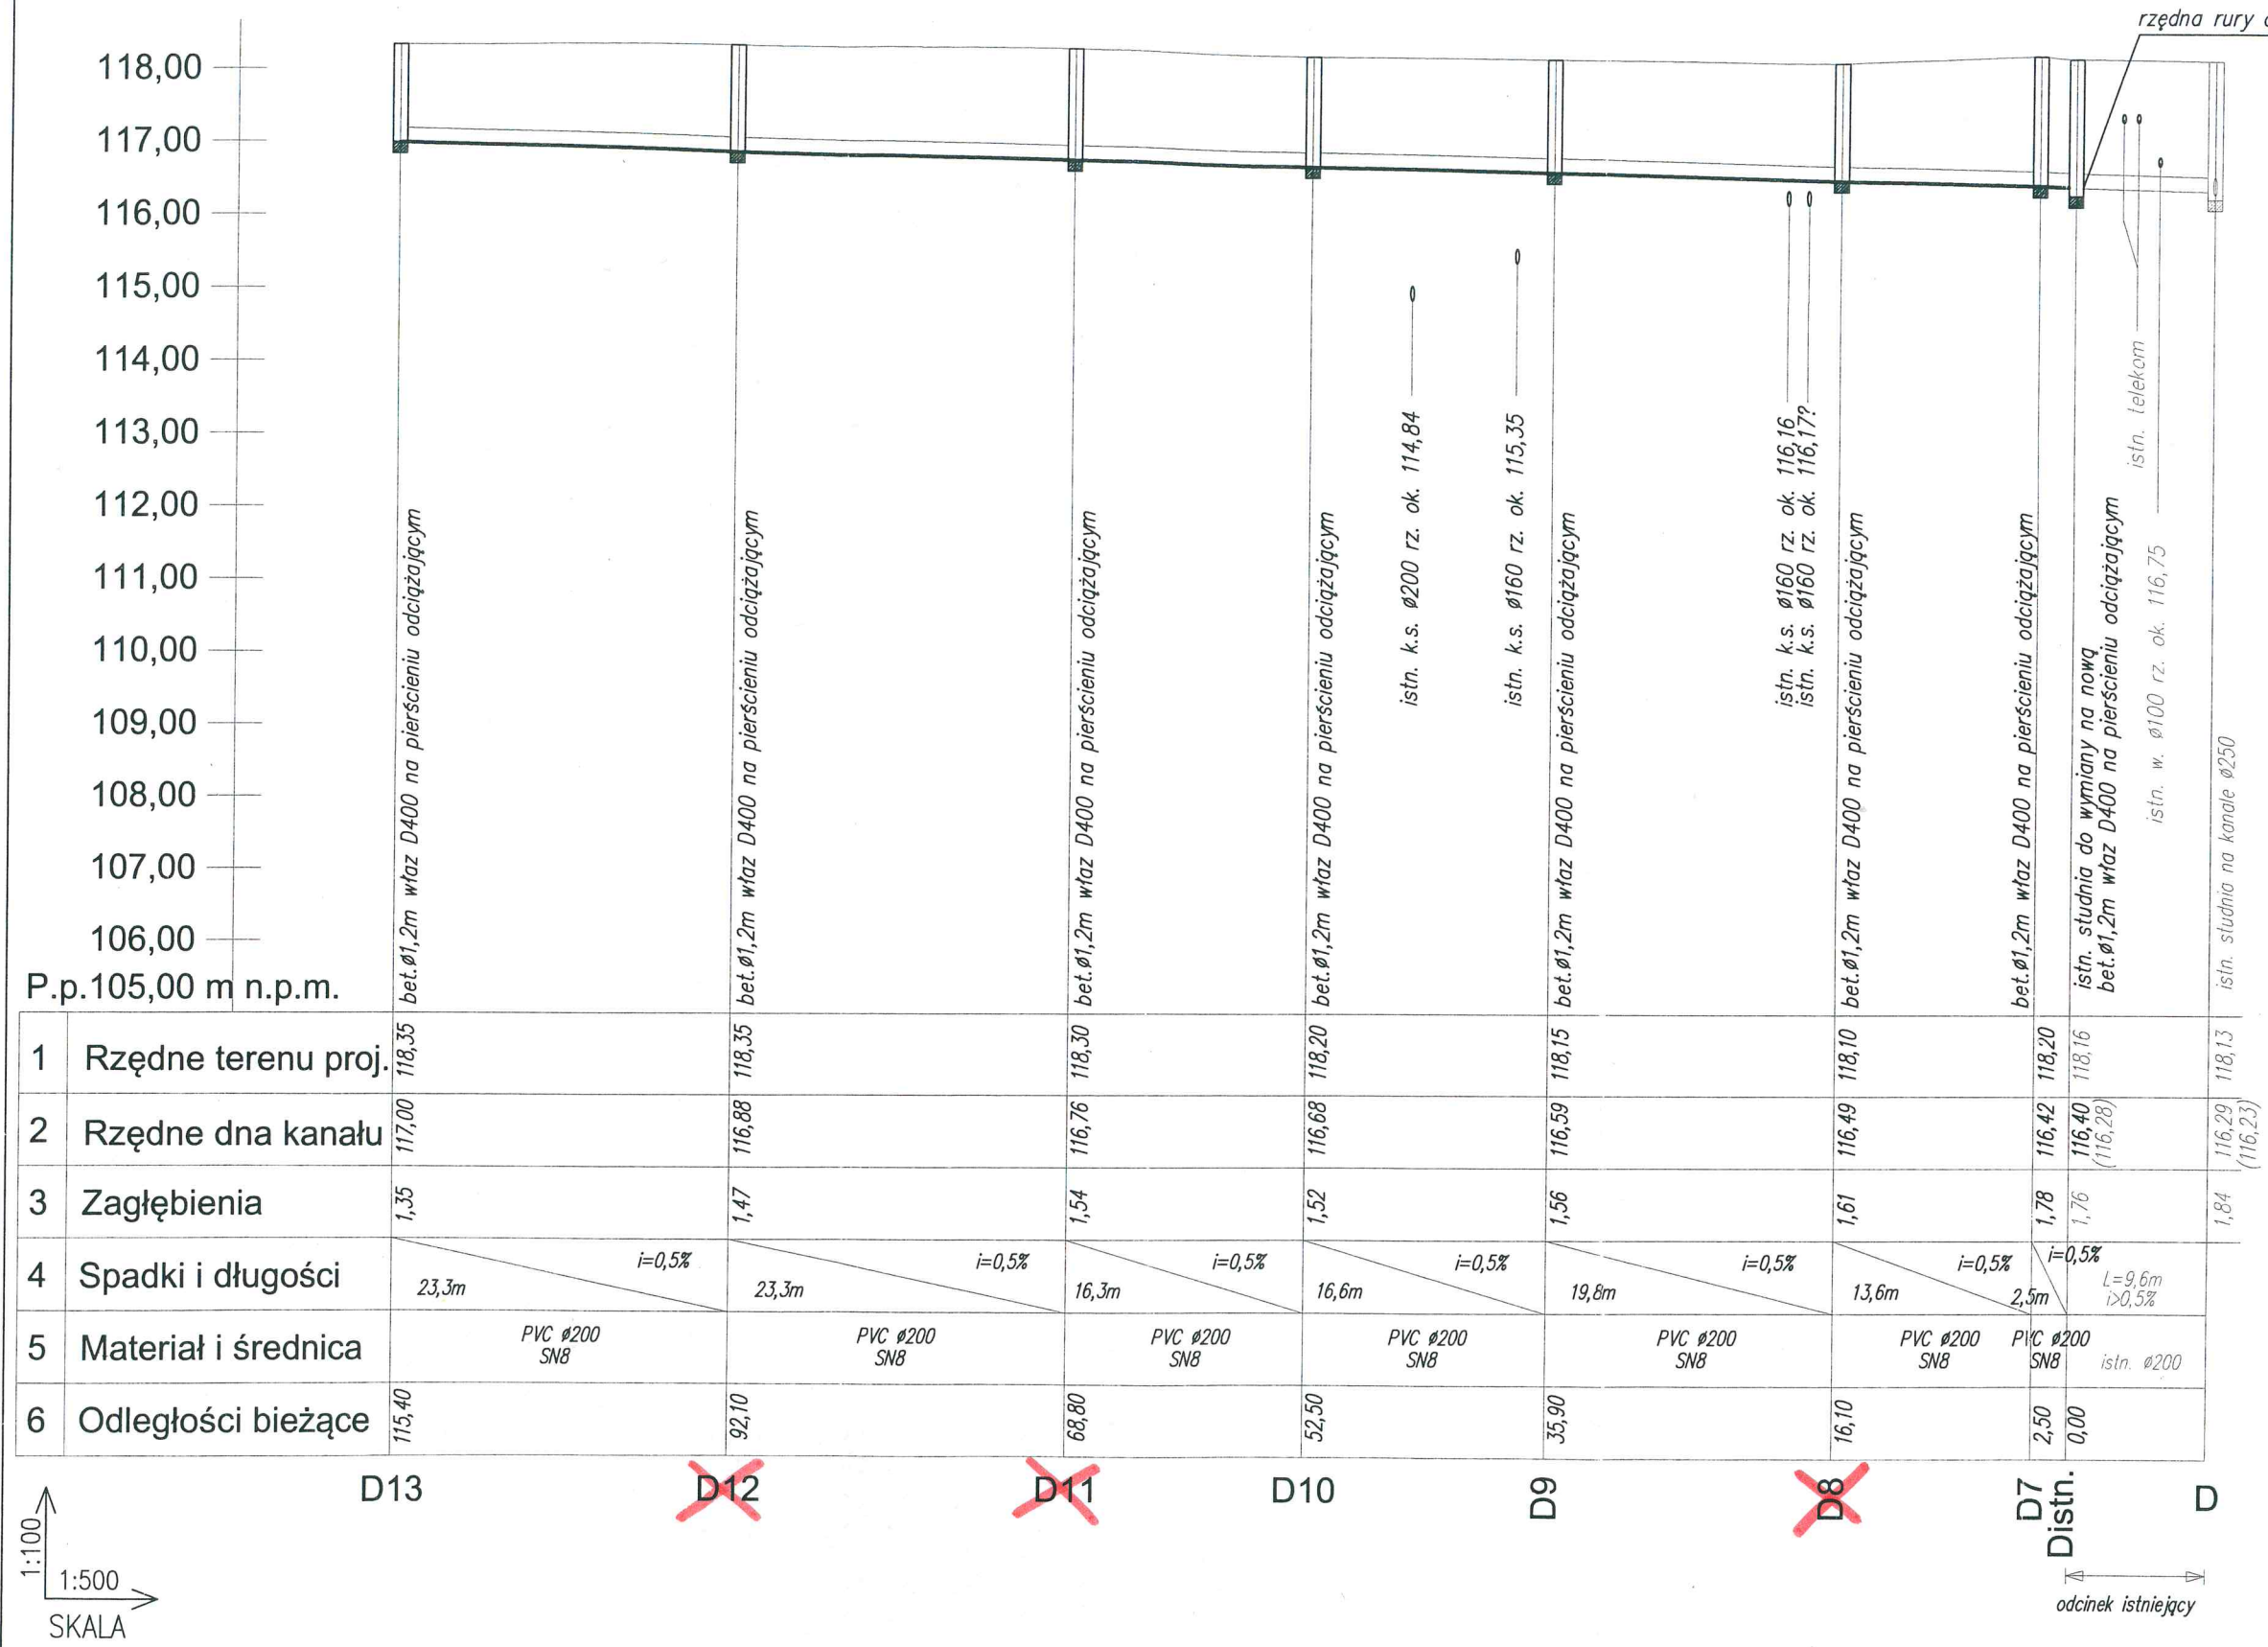 rzędna rury
118,00
117,00
116,00
115,00
114,00
113,00
112,00
111,00
110,00
109,00
108,00
107,00
106,00
P.p.105,00 m n.p.m.
bet.ø1,2m właz D400 na pierścieniu odciążającym
bet.ø1,2m właz D400 na pierścieniu odciążającym
bet.ø1,2m właz D400 na pierścieniu odciążającym
bet.ø1,2m właz D400 na pierścieniu odciążającym
istn. k.s. ø200 rz. ok. 114,84
istn. k.s. ø160 rz. ok. 115,35
bet.ø1,2m właz D400 na pierścieniu odciążającym
istn. k.s. ø160 rz. ok. 116,16
istn. k.s. ø160 rz. ok. 116,17?
bet.ø1,2m właz D400 na pierścieniu odciążającym
bet.ø1,2m właz D400 na pierścieniu odciążającym
istn. studnia do wymiany na nową
bet.ø1,2m właz D400 na pierścieniu odciążającym
istn. telekom
istn. w. ø100 rz. ok. 116,75
istn. studnia na kanale ø250
1 Rzędne terenu proj. 118,35 118,35 118,30 118,20 118,15 118,10 118,20 118,16 118,13
2 Rzędne dna kanału 117,00 116,88 116,76 116,68 116,59 116,49 116,42 116,40 116,29
(116,28) (116,23)
3 Zagłębienia 1,35 1,47 1,54 1,52 1,56 1,61 1,78 1,76 1,84
4 Spadki i długości
i=0,5% i=0,5% i=0,5% i=0,5% i=0,5% i=0,5% i=0,5%
23,3m 23,3m 16,3m 16,6m 19,8m 13,6m 2,5m
L=9,6m
i>0,5%
5 Materiał i średnica
PVC ø200 PVC ø200 PVC ø200 PVC ø200 PVC ø200 PVC ø200 PVC ø200
SN8 SN8 SN8 SN8 SN8 SN8 SN8 istn. ø200
6 Odległości bieżące 115,40 92,10 68,80 52,50 35,90 16,10 2,50 0,00
D13 D12 D11 D10 D9 D8 D7 Distn. D
1:100
1:500
SKALA
odcinek istniejący